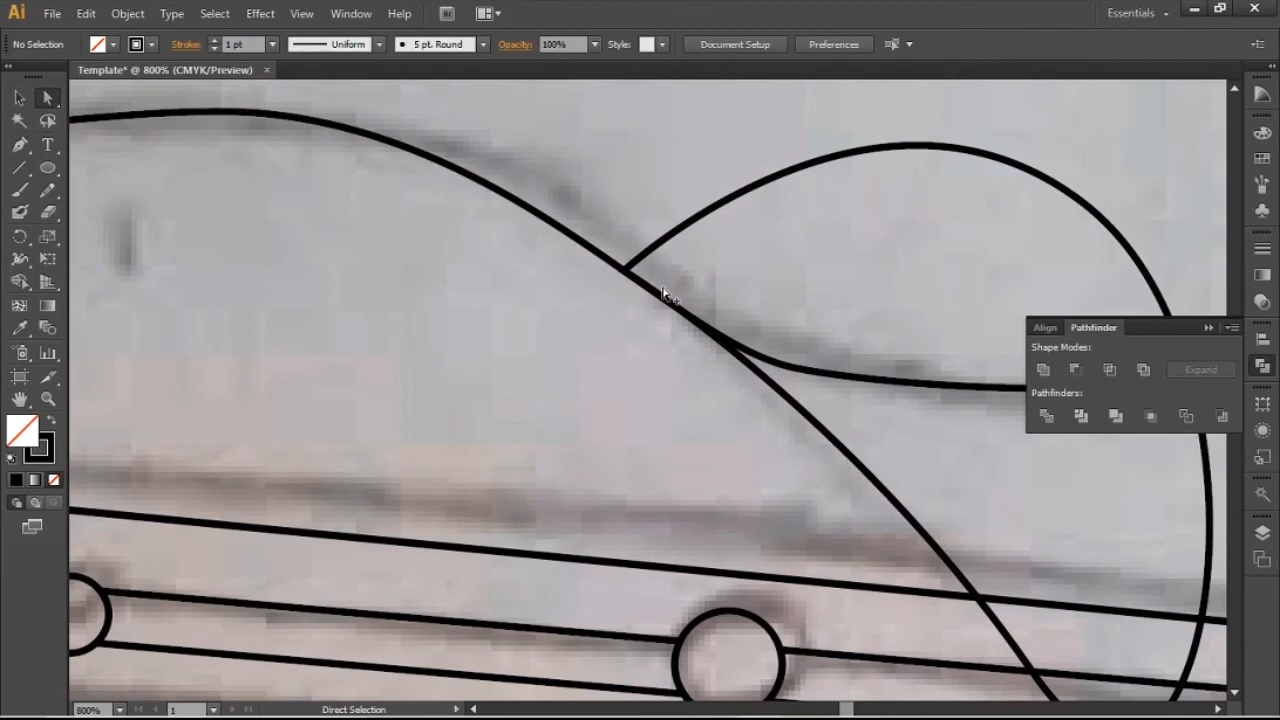 Ai File Edit Object Type Select Effect View Window Help Br Essentials
No Selection Stroke: 1 pt Uniform 5 pt. Round Opacity: 100% Style: Document Setup Preferences
Template* @ 800% (CMYK/Preview) ×
Align Pathfinder
Shape Modes:
Expand
Pathfinders:
800% 1 Direct Selection